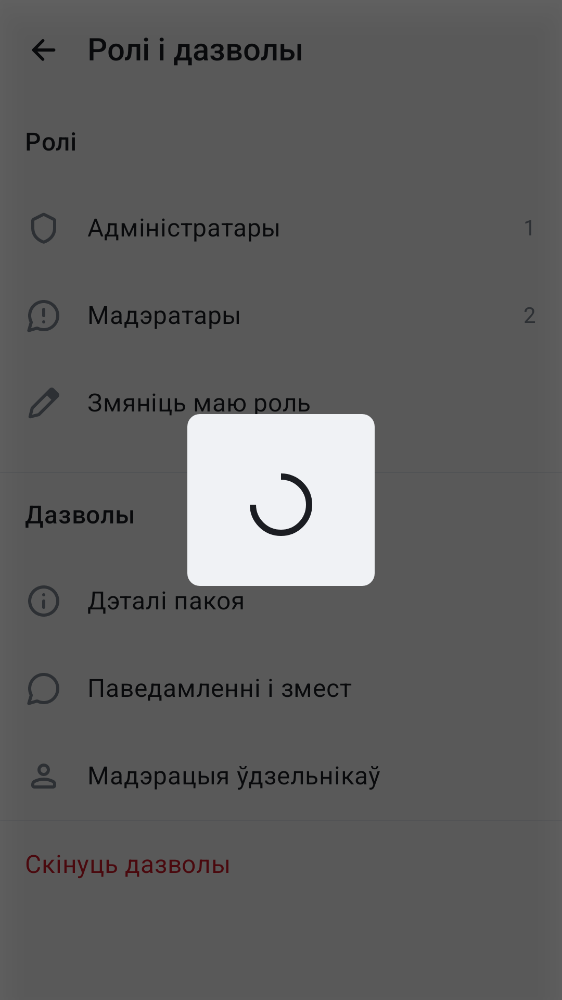 Ролі і дазволы
Ролі
Адміністратары 1
Мадэратары 2
Змяніць маю роль
Дазволы
Дэталі пакоя
Паведамленні і змест
Мадэрацыя ўдзельнікаў
Скінуць дазволы